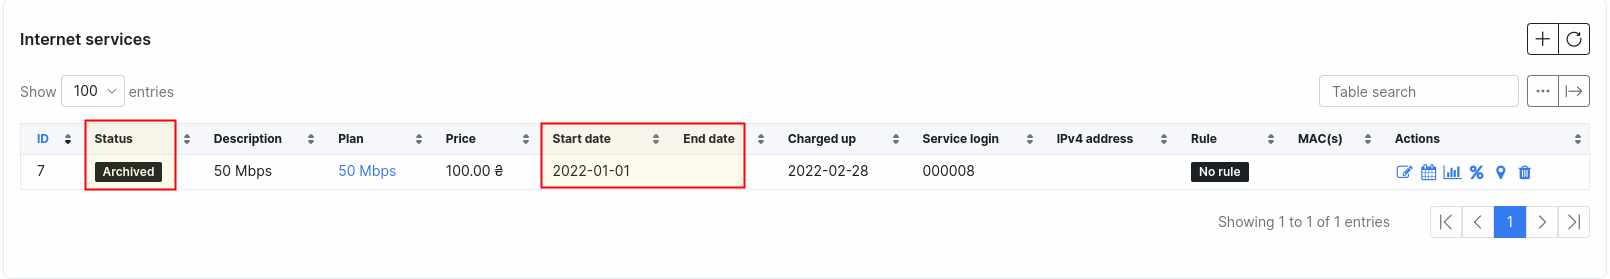 Internet services
Show 100 entries
Table search
ID Status Description Plan Price Start date End date Charged up Service login IPv4 address Rule MAC(s) Actions
7 Archived 50 Mbps 50 Mbps 100.00 ₴ 2022-01-01 2022-02-28 000008 No rule
Showing 1 to 1 of 1 entries 1